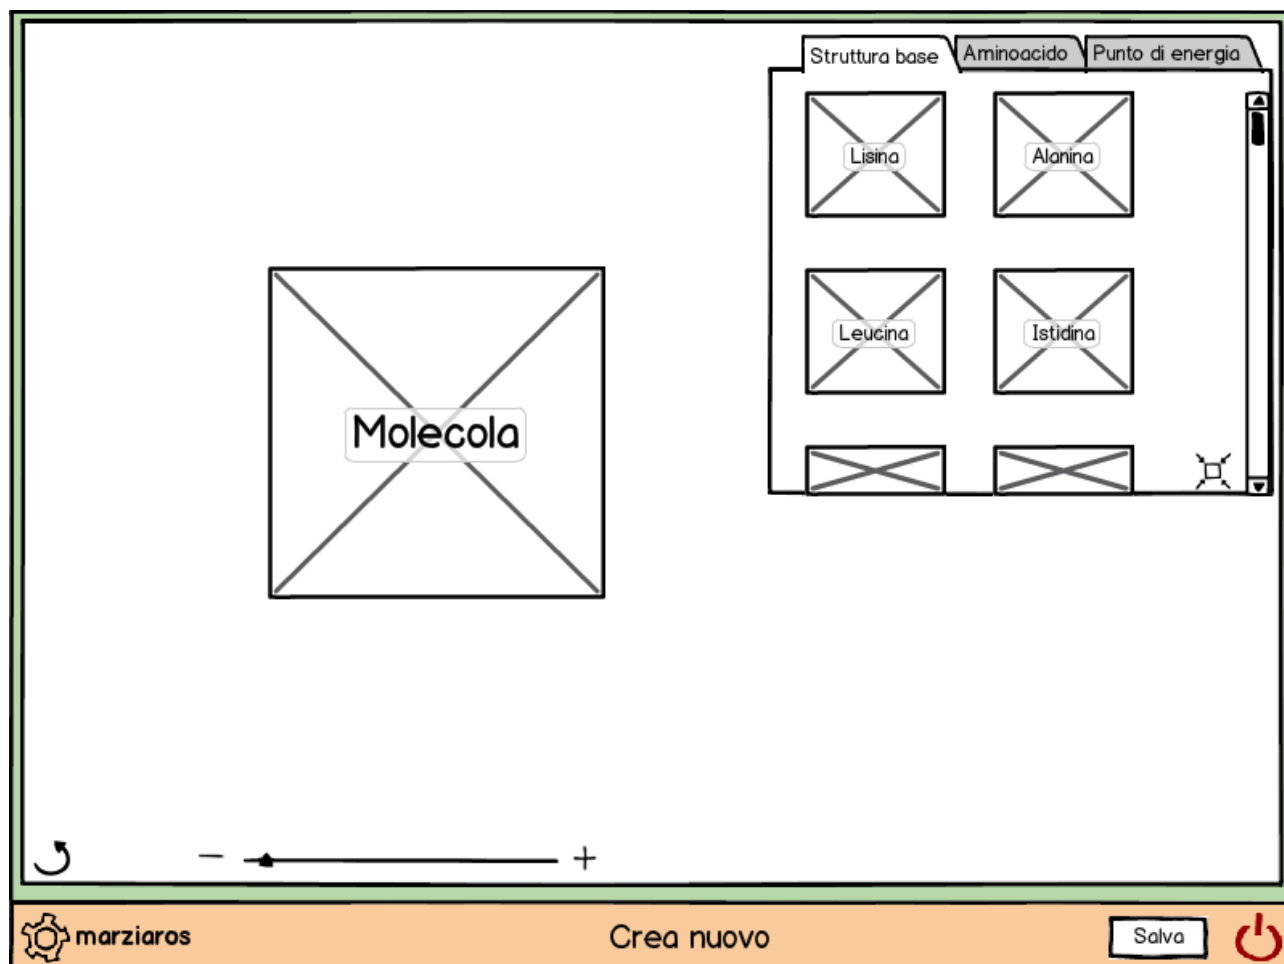 Struttura base
Aminoacido
Punto di energia
Lisina
Alanina
Leucina
Istidina
Molecola
- +
marziaros
Crea nuovo
Salva